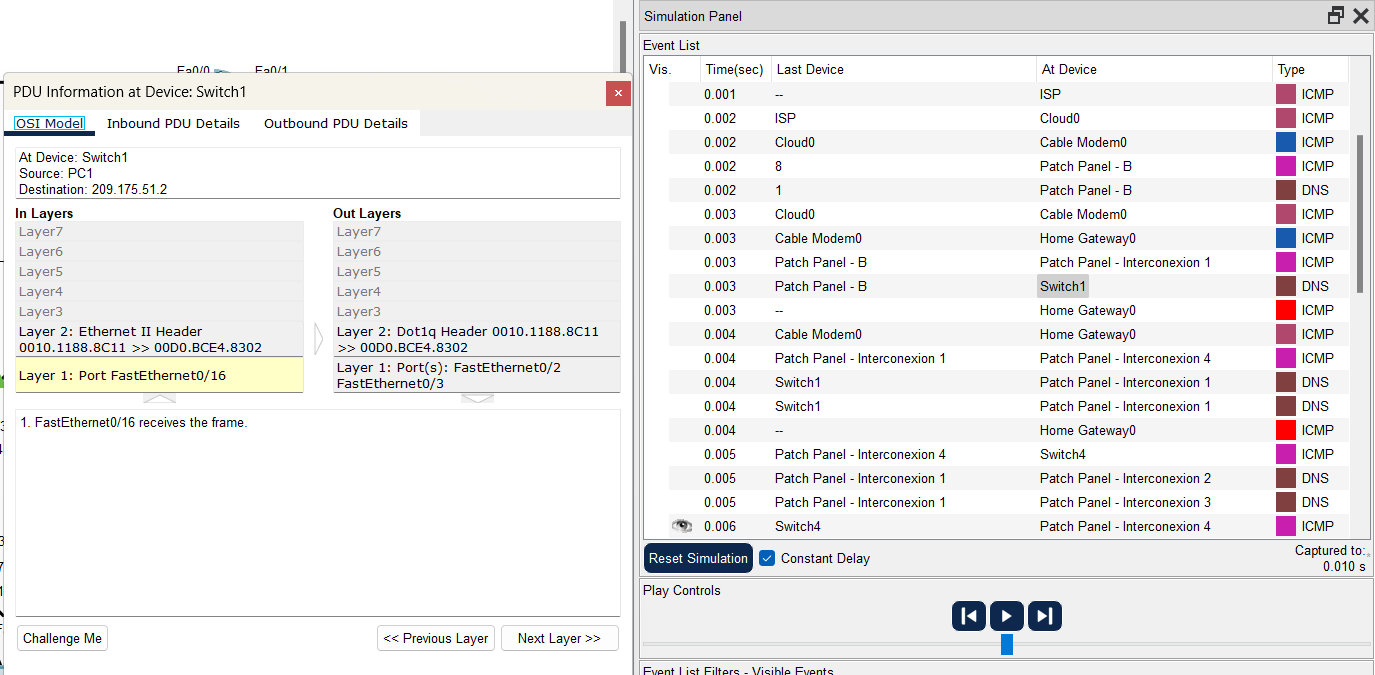 Fa0/0 Fa0/1
PDU Information at Device: Switch1
OSI Model Inbound PDU Details Outbound PDU Details
At Device: Switch1
Source: PC1
Destination: 209.175.51.2
In Layers
Layer7
Layer6
Layer5
Layer4
Layer3
Layer 2: Ethernet II Header
0010.1188.8C11 >> 00D0.BCE4.8302
Layer 1: Port FastEthernet0/16
Out Layers
Layer7
Layer6
Layer5
Layer4
Layer3
Layer 2: Dot1q Header 0010.1188.8C11
>> 00D0.BCE4.8302
Layer 1: Port(s): FastEthernet0/2
FastEthernet0/3
1. FastEthernet0/16 receives the frame.
Challenge Me << Previous Layer Next Layer >>
Simulation Panel
Event List
Vis. Time(sec) Last Device At Device Type
0.001 -- ISP ICMP
0.002 ISP Cloud0 ICMP
0.002 Cloud0 Cable Modem0 ICMP
0.002 8 Patch Panel - B ICMP
0.002 1 Patch Panel - B DNS
0.003 Cloud0 Cable Modem0 ICMP
0.003 Cable Modem0 Home Gateway0 ICMP
0.003 Patch Panel - B Patch Panel - Interconexion 1 ICMP
0.003 Patch Panel - B Switch1 DNS
0.003 -- Home Gateway0 ICMP
0.004 Cable Modem0 Home Gateway0 ICMP
0.004 Patch Panel - Interconexion 1 Patch Panel - Interconexion 4 ICMP
0.004 Switch1 Patch Panel - Interconexion 1 DNS
0.004 Switch1 Patch Panel - Interconexion 1 DNS
0.004 -- Home Gateway0 ICMP
0.005 Patch Panel - Interconexion 4 Switch4 ICMP
0.005 Patch Panel - Interconexion 1 Patch Panel - Interconexion 2 DNS
0.005 Patch Panel - Interconexion 1 Patch Panel - Interconexion 3 DNS
0.006 Switch4 Patch Panel - Interconexion 4 ICMP
Reset Simulation Constant Delay
Captured to:
0.010 s
Play Controls
Event List Filters - Visible Events